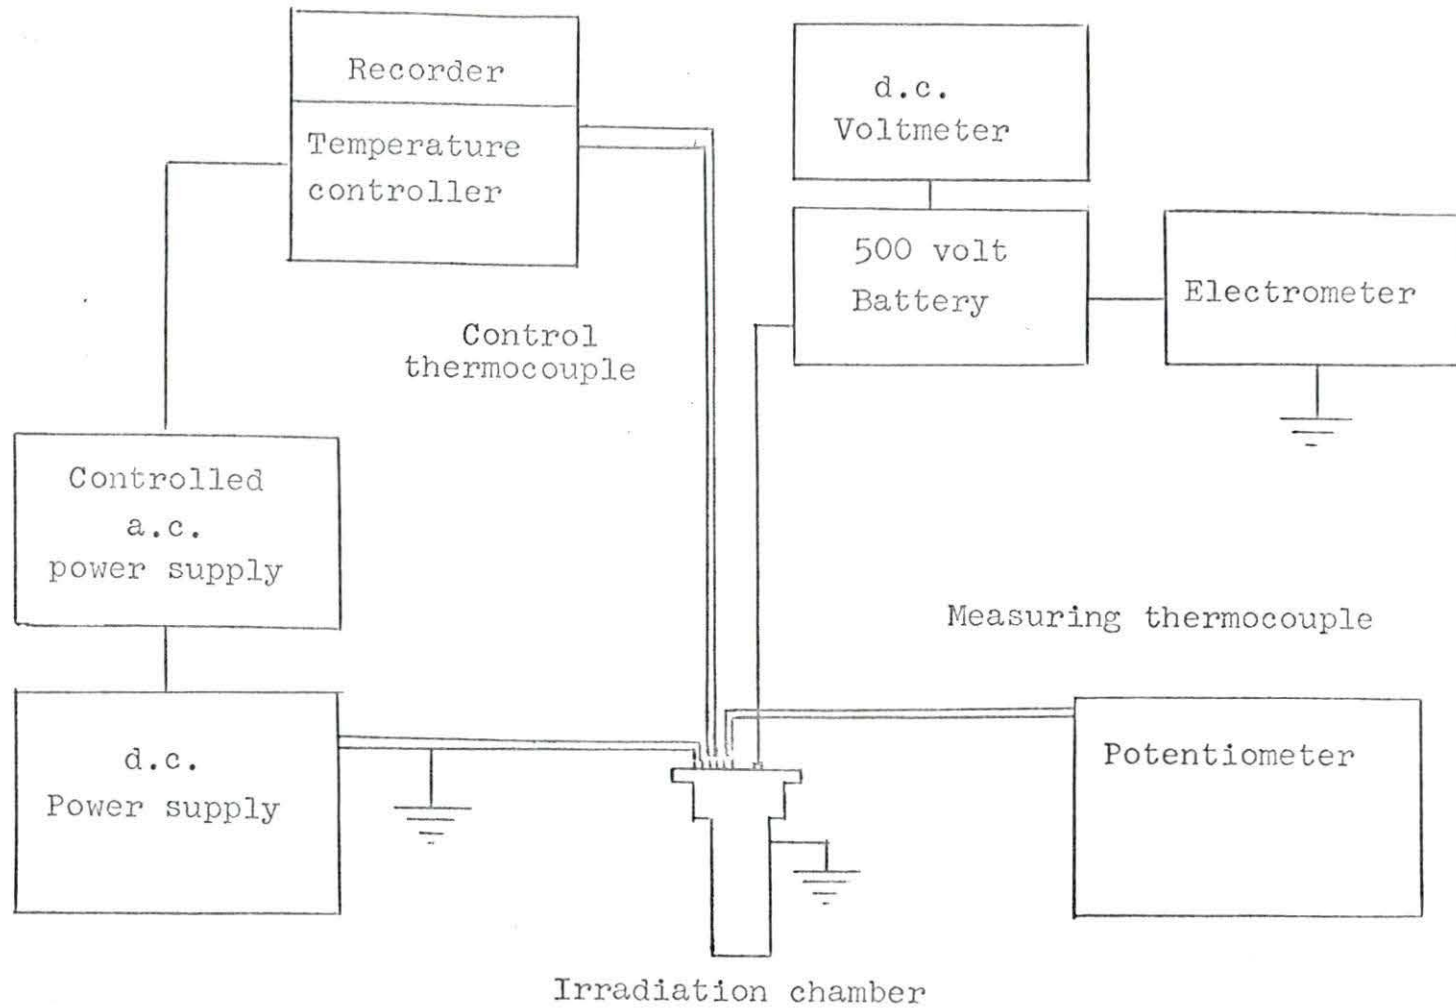 Recorder
Temperature
controller
d.c.
Voltmeter
500 volt
Battery
Electrometer
Control
thermocouple
Controlled
a.c.
power supply
Measuring thermocouple
d.c.
Power supply
Potentiometer
Irradiation chamber